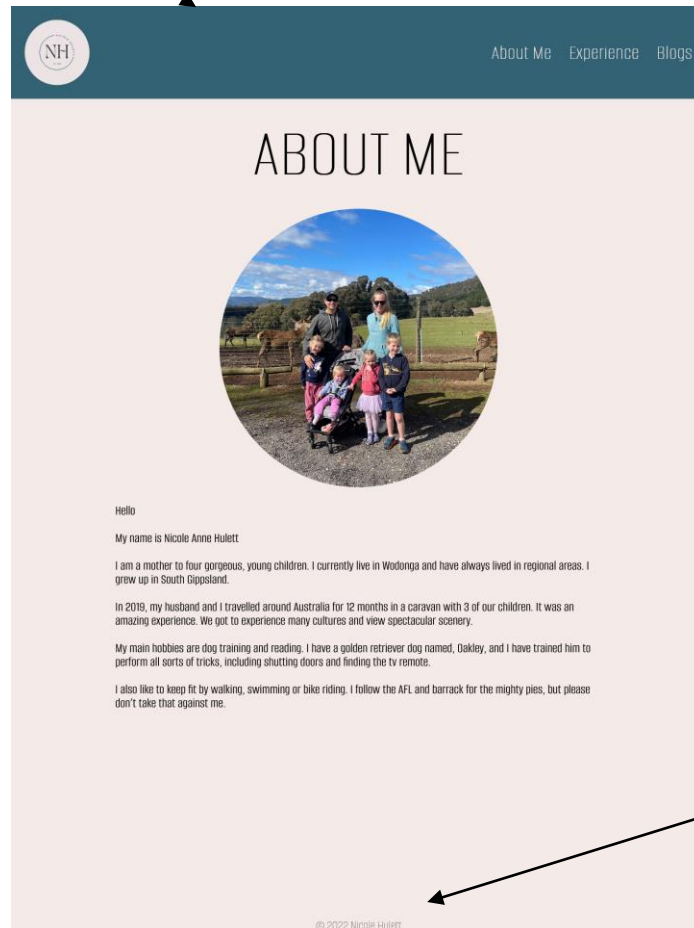 NH
About Me Experience Blogs
ABOUT ME
Hello
My name is Nicole Anne Hulett
I am a mother to four gorgeous, young children. I currently live in Wodonga and have always lived in regional areas. I
grew up in South Gippsland.
In 2019, my husband and I travelled around Australia for 12 months in a caravan with 3 of our children. It was an
amazing experience. We got to experience many cultures and view spectacular scenery.
My main hobbies are dog training and reading. I have a golden retriever dog named, Oakley, and I have trained him to
perform all sorts of tricks, including shutting doors and finding the tv remote.
I also like to keep fit by walking, swimming or bike riding. I follow the AFL and barrack for the mighty pies, but please
don't take that against me.
© 2022 Nicole Hulett